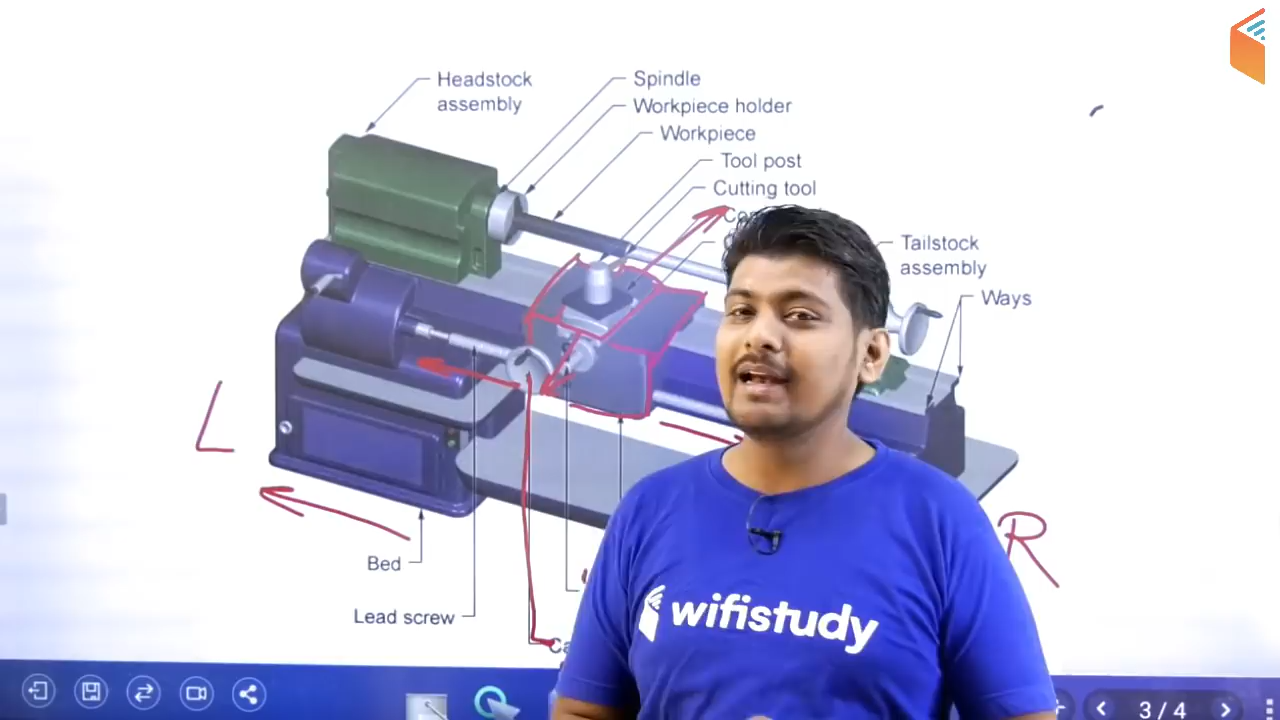 Headstock
assembly
Spindle
Workpiece holder
Workpiece
Tool post
Cutting tool
Tailstock
assembly
Ways
L
R
Bed
Lead screw
Ca
wifistudy
3 / 4